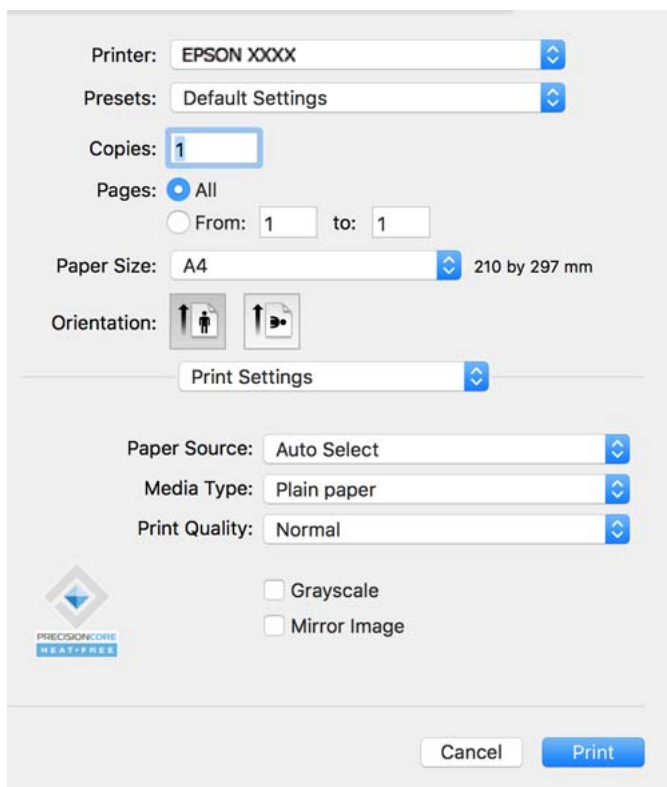 Printer: EPSON XXXX
Presets: Default Settings
Copies: 1
Pages: All
From: 1 to: 1
Paper Size: A4 210 by 297 mm
Orientation:
Print Settings
Paper Source: Auto Select
Media Type: Plain paper
Print Quality: Normal
Grayscale
Mirror Image
PRECISIONCORE
HEAT-FREE
Cancel Print